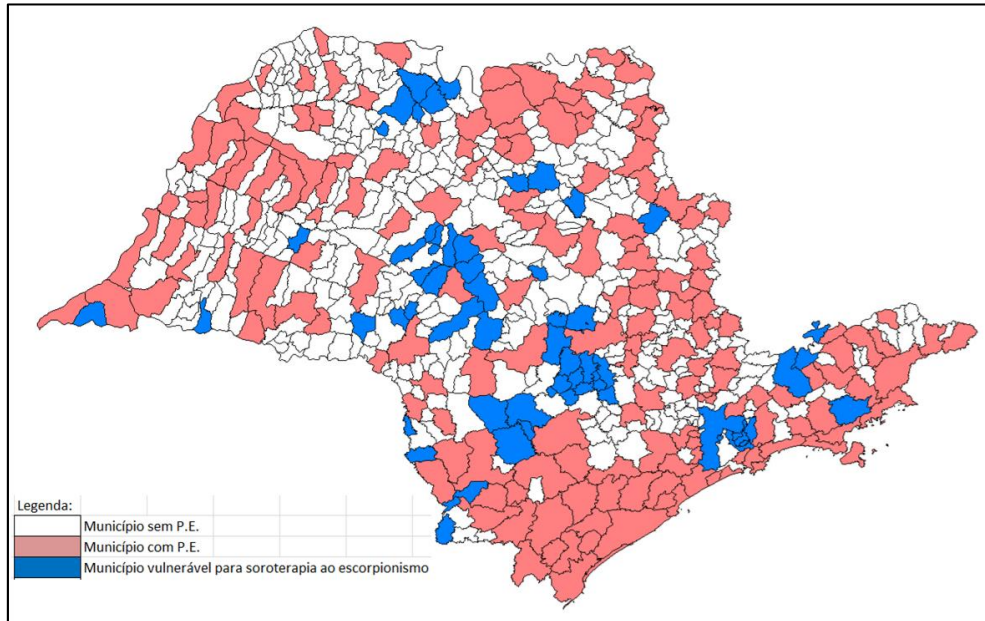 Legenda:
Município sem P.E.
Município com P.E.
Município vulnerável para soroterapia ao escorpionismo